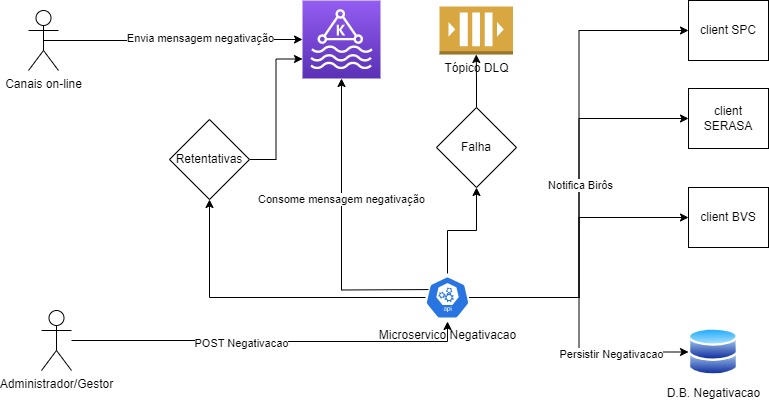 Envia mensagem negativação
K
client SPC
Canais on-line
Tópico DLQ
client
SERASA
Retentativas
Falha
Consome mensagem negativação
Notifica Birôs
client BVS
api
Microservico Negativacao
POST Negativacao
Persistir Negativacao
Administrador/Gestor
D.B. Negativacao